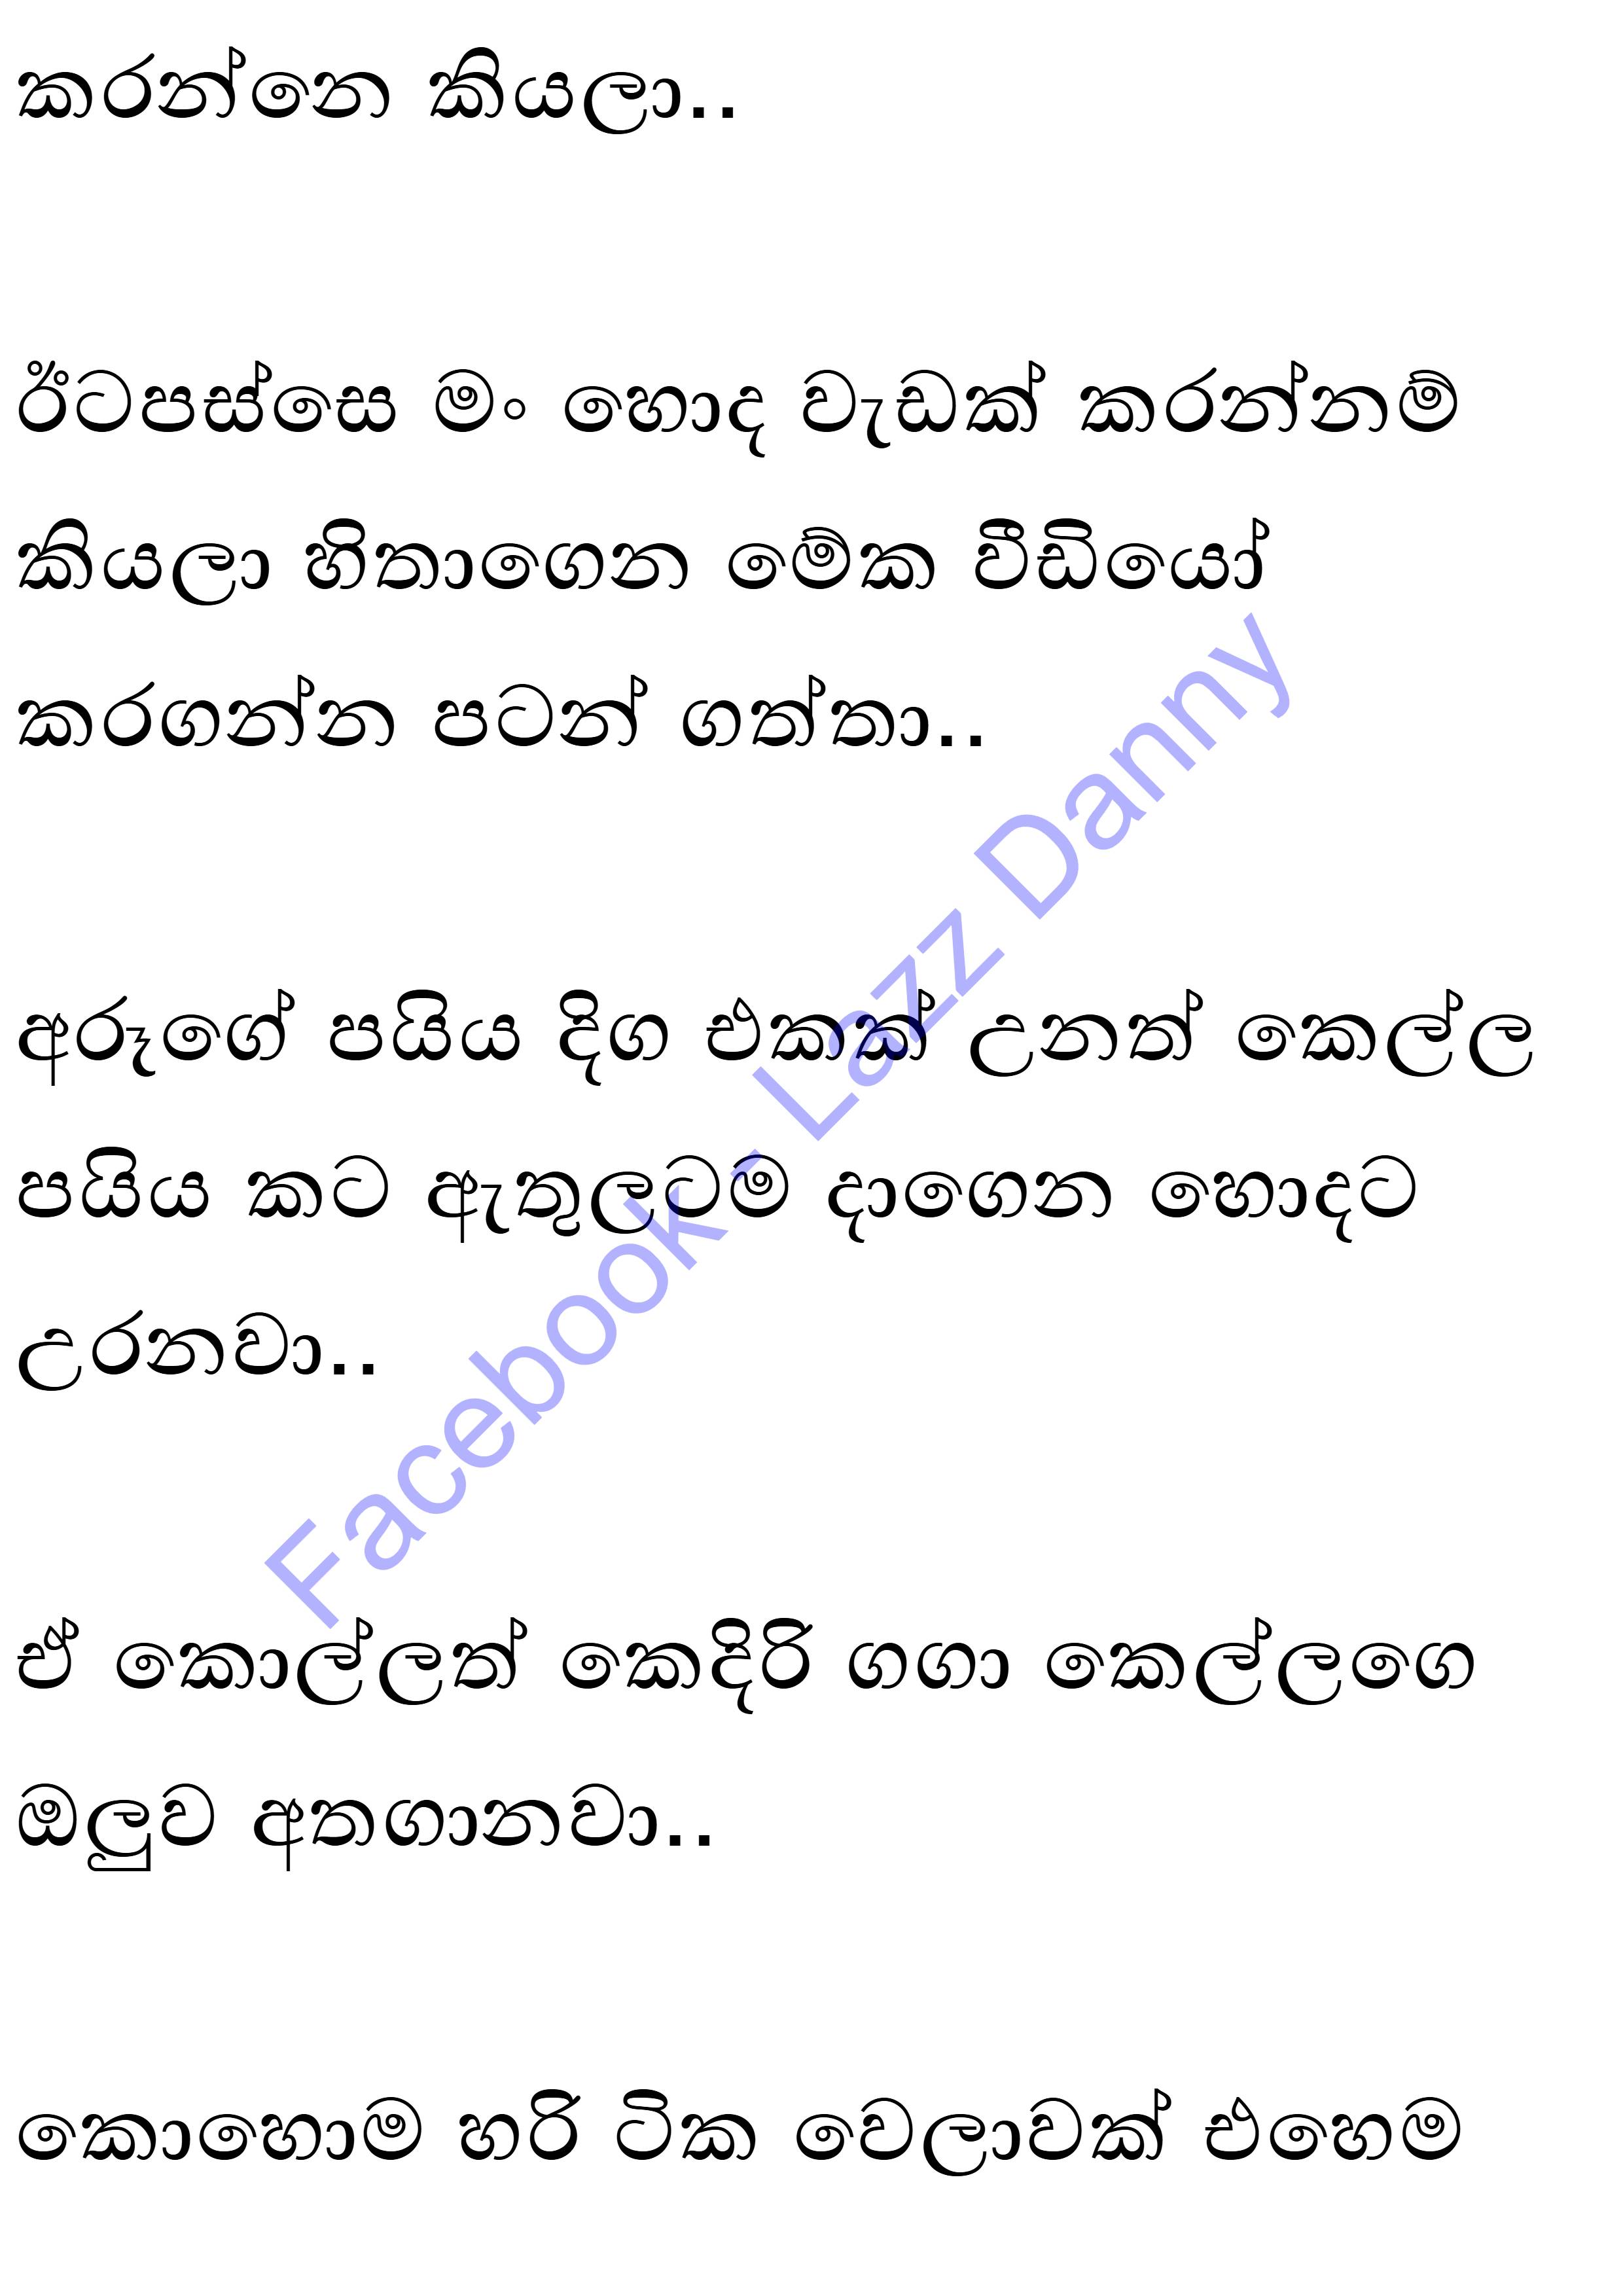 කරන්නෙ කියලා..
ඊටපස්සෙ මං හොද වැඩක් කරන්නම්
කියලා හිතාගෙන මේක වීඩියෝ
කරගන්න පටන් ගත්තා..
අරූගේ පයිය දිග එකක් උනත් කෙල්ල
පයිය කට ඇතුලටම දාගෙන හොදට
උරනවා..
ඒ කොල්ලත් කෙදිරි ගගා කෙල්ලගෙ
ඔලුව අතගානවා..
කොහොම හරි ටික වෙලාවක් එහෙම
Facebook - Lazz Danny